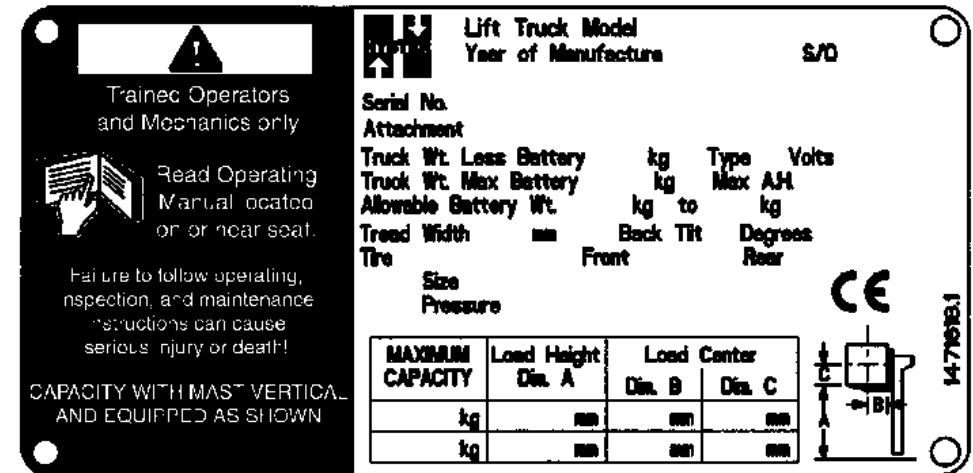 Trained Operators
and Mechanics only
Read Operating
Manual located
on or near seat.
Failure to follow operating,
inspection, and maintenance
instructions can cause
serious injury or death!
CAPACITY WITH MAST VERTICAL
AND EQUIPPED AS SHOWN
HYSTER
Lift Truck Model
Year of Manufacture S/O
Serial No.
Attachment
Truck Wt. Less Battery kg Type Volts
Truck Wt. Max Battery kg Max A.H.
Allowable Battery Wt. kg to kg
Tread Width mm Back Tilt Degrees
Tire Front Rear
Size
Pressure
CE
MAXIMUM CAPACITY Load Height Dim. A Load Center
Dim. B Dim. C
kg mm mm mm
kg mm mm mm
C
B
A